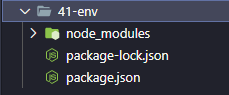 41-env
node_modules
package-lock.json
package.json